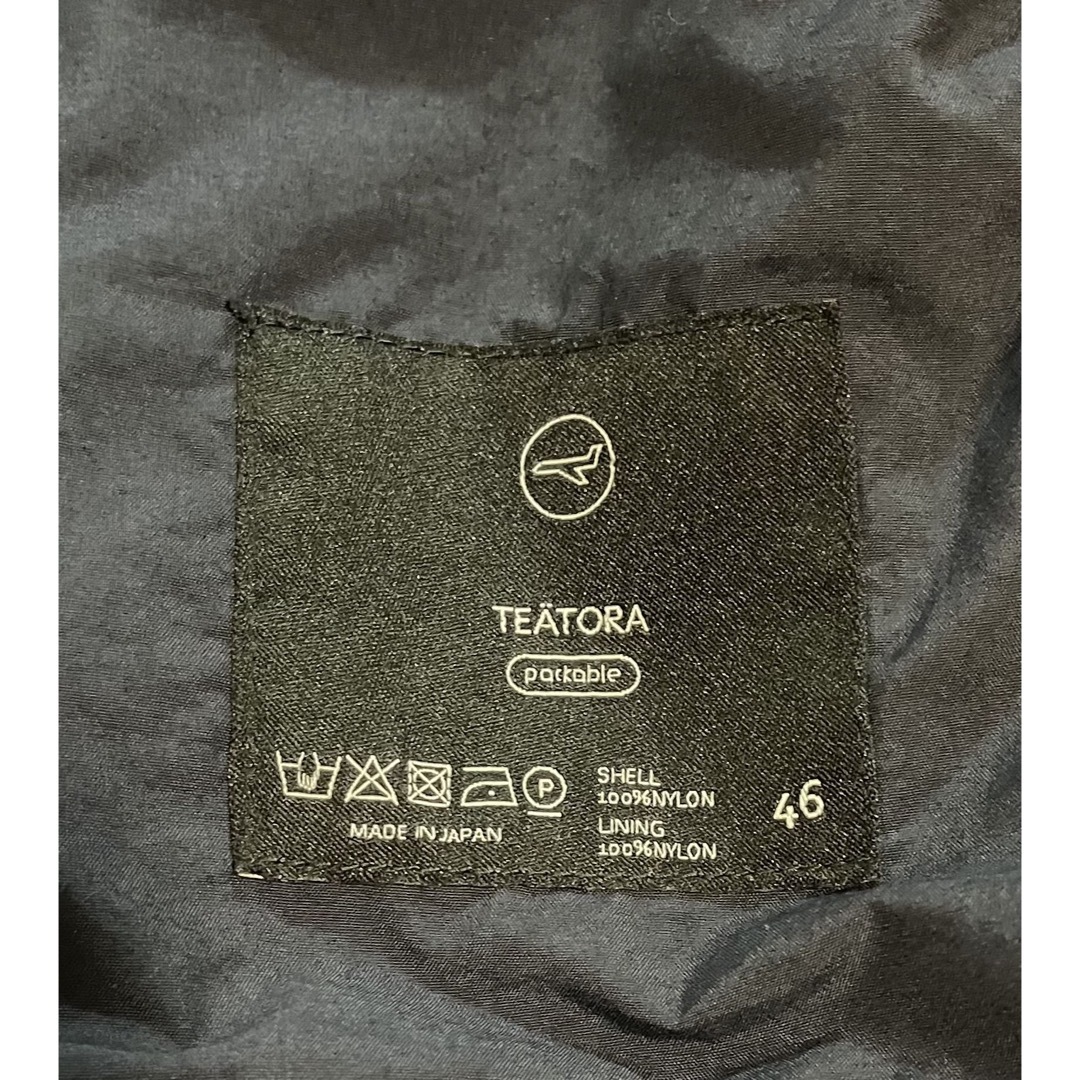 TEÄTORA
packable
P
MADE IN JAPAN
SHELL
100%NYLON
LINING
100%NYLON
46